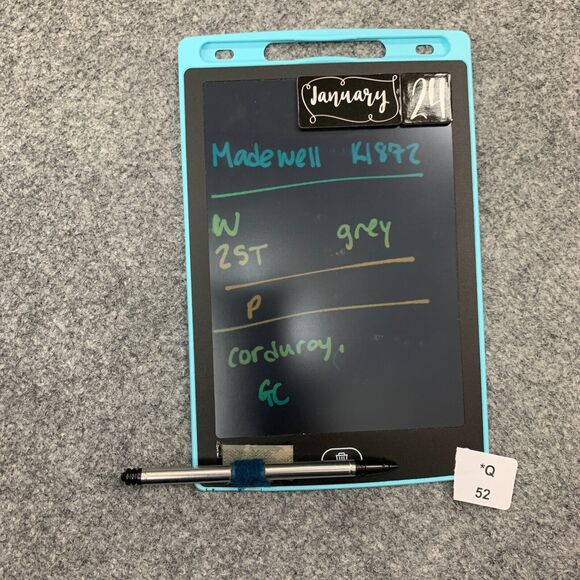 January 24
Madewell K1872
W
2ST grey
P
corduroy.
GC
*Q
52